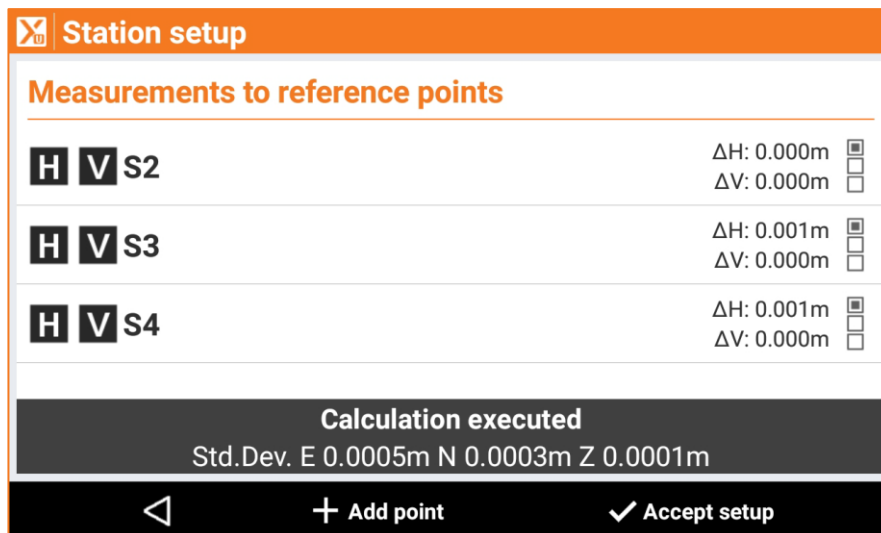 Station setup
Measurements to reference points
H V S2
ΔH: 0.000m
ΔV: 0.000m
H V S3
ΔH: 0.001m
ΔV: 0.000m
H V S4
ΔH: 0.001m
ΔV: 0.000m
Calculation executed
Std.Dev. E 0.0005m N 0.0003m Z 0.0001m
Add point
Accept setup